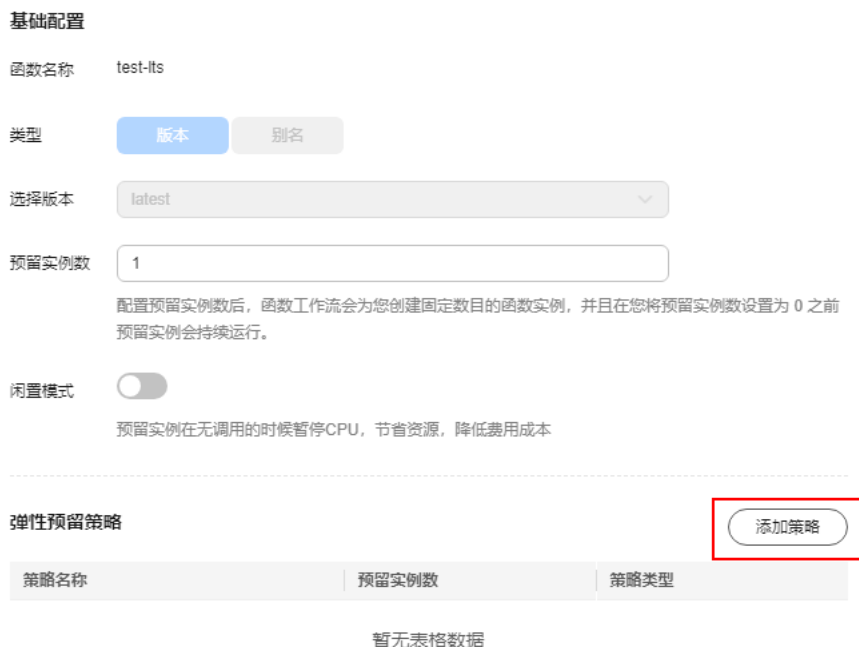 基础配置
函数名称 test-lts
类型 版本 别名
选择版本 latest
预留实例数 1
配置预留实例数后，函数工作流会为您创建固定数目的函数实例，并且在您将预留实例数设置为 0 之前
预留实例会持续运行。
闲置模式
预留实例在无调用的时候暂停CPU，节省资源，降低费用成本
弹性预留策略 添加策略
策略名称 预留实例数 策略类型
暂无表格数据